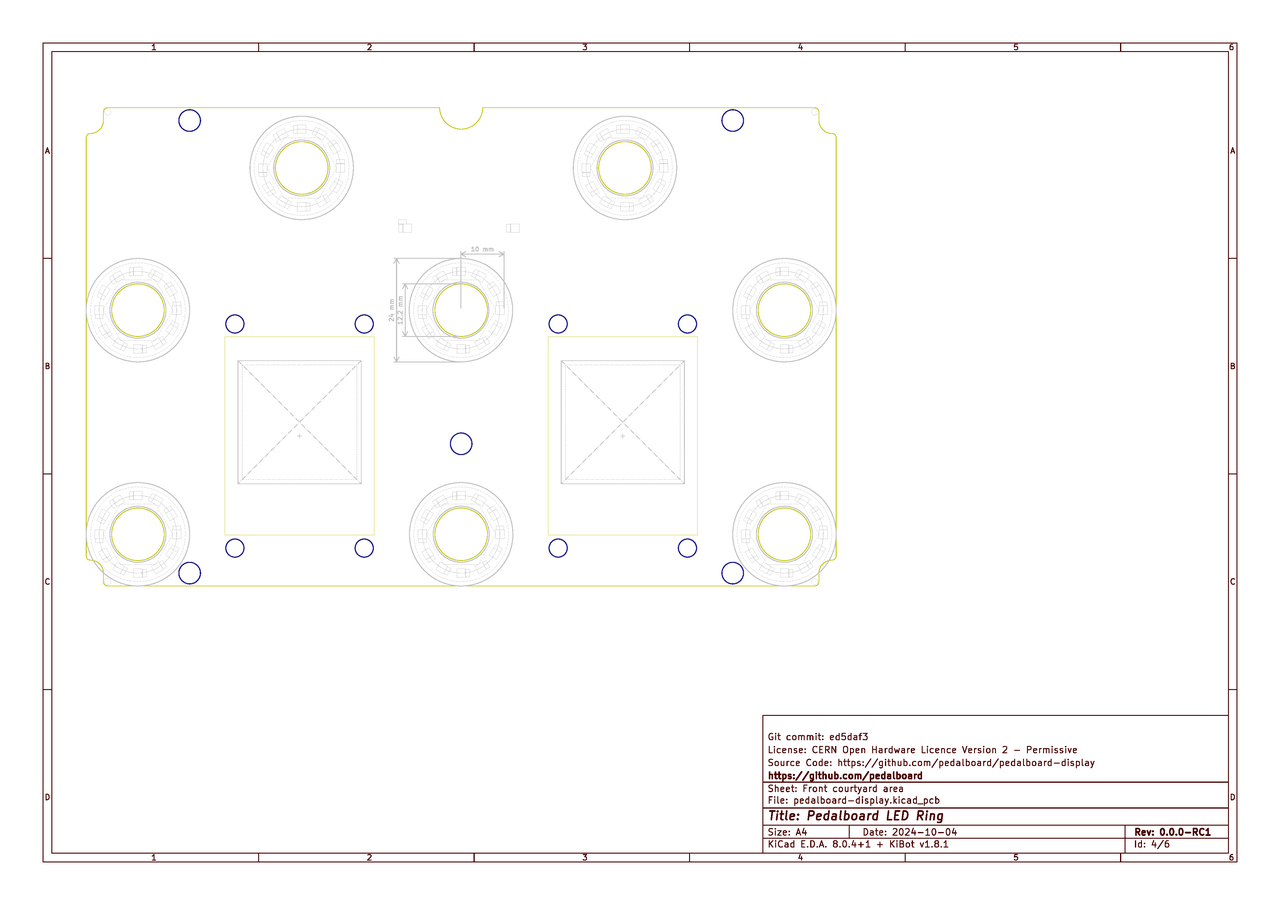 1 2 3 4 5 6
A A
10 mm
24 mm
12.2 mm
B B
C C
Git commit: ed5daf3
License: CERN Open Hardware Licence Version 2 - Permissive
Source Code: https://github.com/pedalboard/pedalboard-display
https://github.com/pedalboard
Sheet: Front courtyard area
D D
File: pedalboard-display.kicad_pcb
Title: Pedalboard LED Ring
Size: A4 Date: 2024-10-04 Rev: 0.0.0-RC1
KiCad E.D.A. 8.0.4+1 + KiBot v1.8.1 Id: 4/6
1 2 3 4 5 6